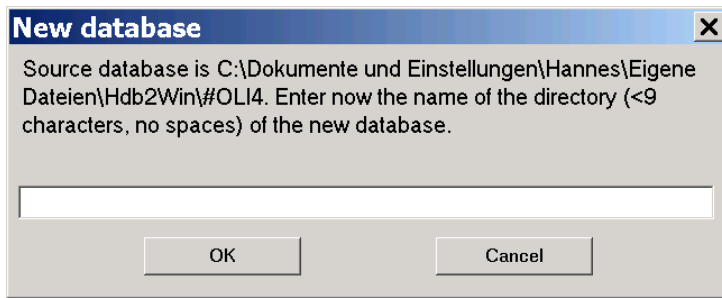 New database
Source database is C:\Dokumente und Einstellungen\Hannes\Eigene
Dateien\Hdb2Win\#OLI4. Enter now the name of the directory (<9
characters, no spaces) of the new database.
OK Cancel